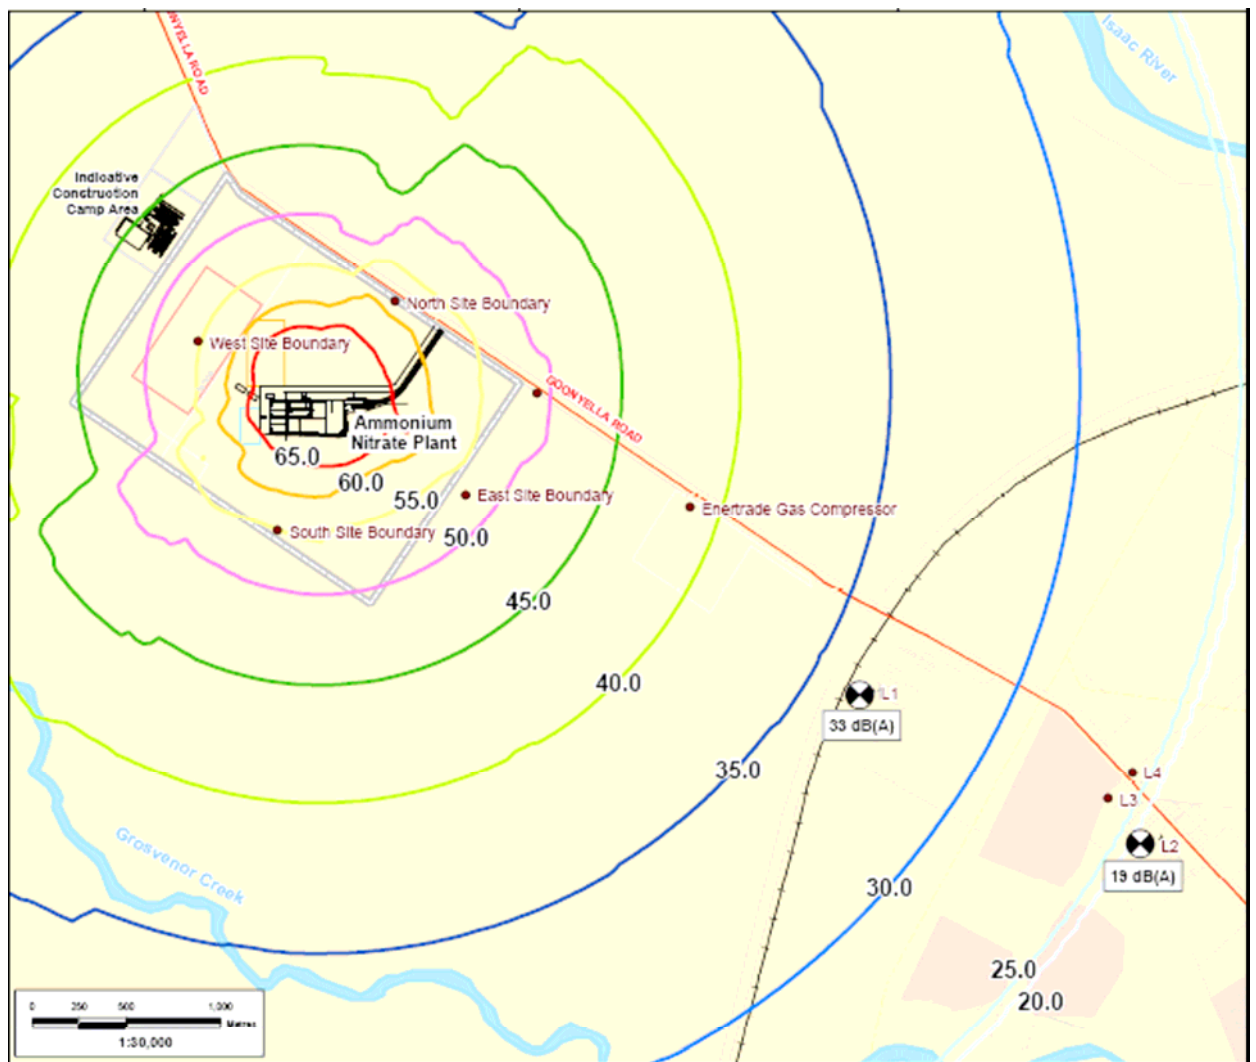 ONYELLA ROAD
Isaac River
Indicative
Construction
Camp Area
North Site Boundary
West Site Boundary
GOONYELLA ROAD
Ammonium
Nitrate Plant
65.0
60.0
55.0
East Site Boundary
50.0
South Site Boundary
Enertrade Gas Compressor
45.0
40.0
L1
33 dB(A)
35.0
L4
L3
L2
19 dB(A)
Grosvenor Creek
30.0
25.0
20.0
0 250 500 1,000
Metres
1:30,000